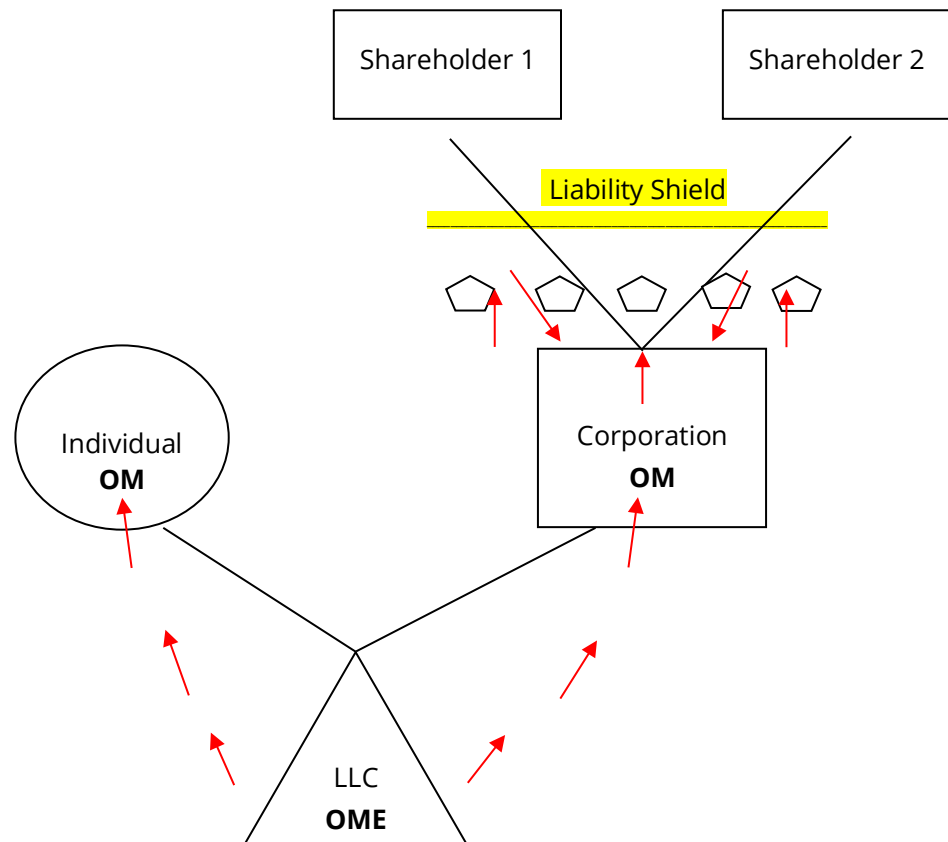 Shareholder 1
Shareholder 2
Liability Shield
Individual
OM
Corporation
OM
LLC
OME